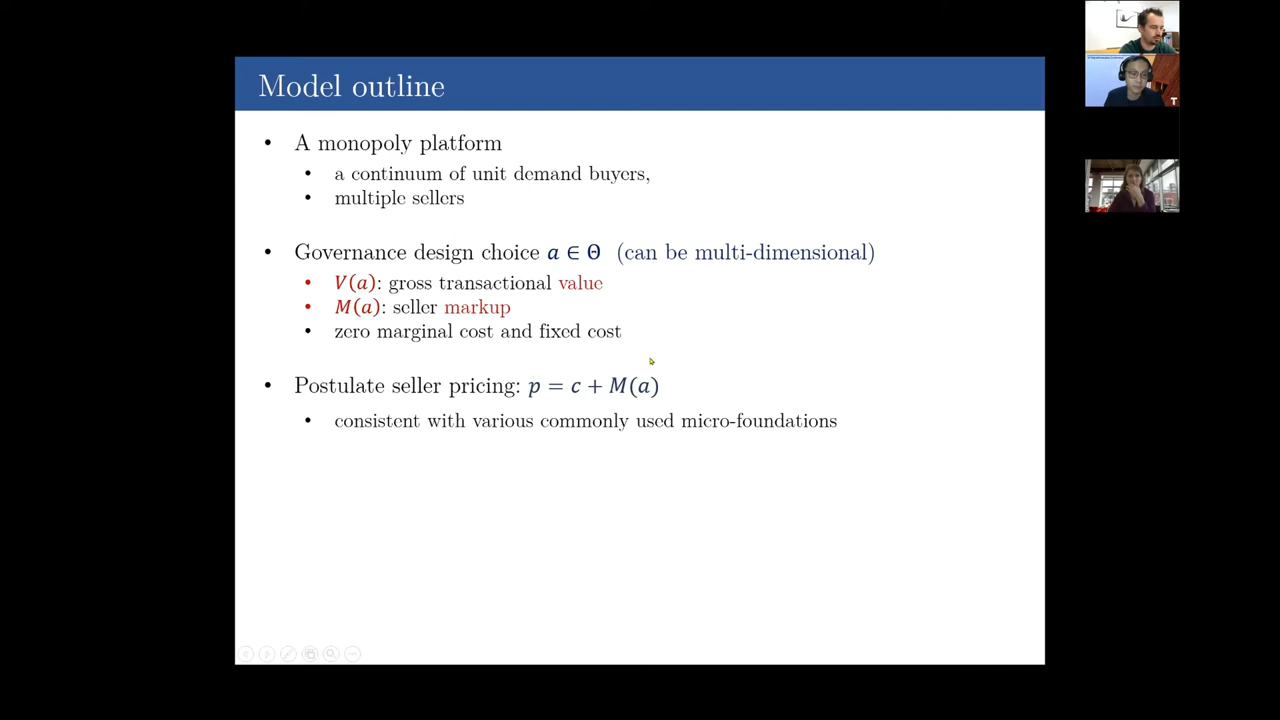 Model outline
• A monopoly platform
• a continuum of unit demand buyers,
• multiple sellers
• Governance design choice a ∈ Θ (can be multi-dimensional)
• V(a): gross transactional value
• M(a): seller markup
• zero marginal cost and fixed cost
• Postulate seller pricing: p = c + M(a)
• consistent with various commonly used micro-foundations